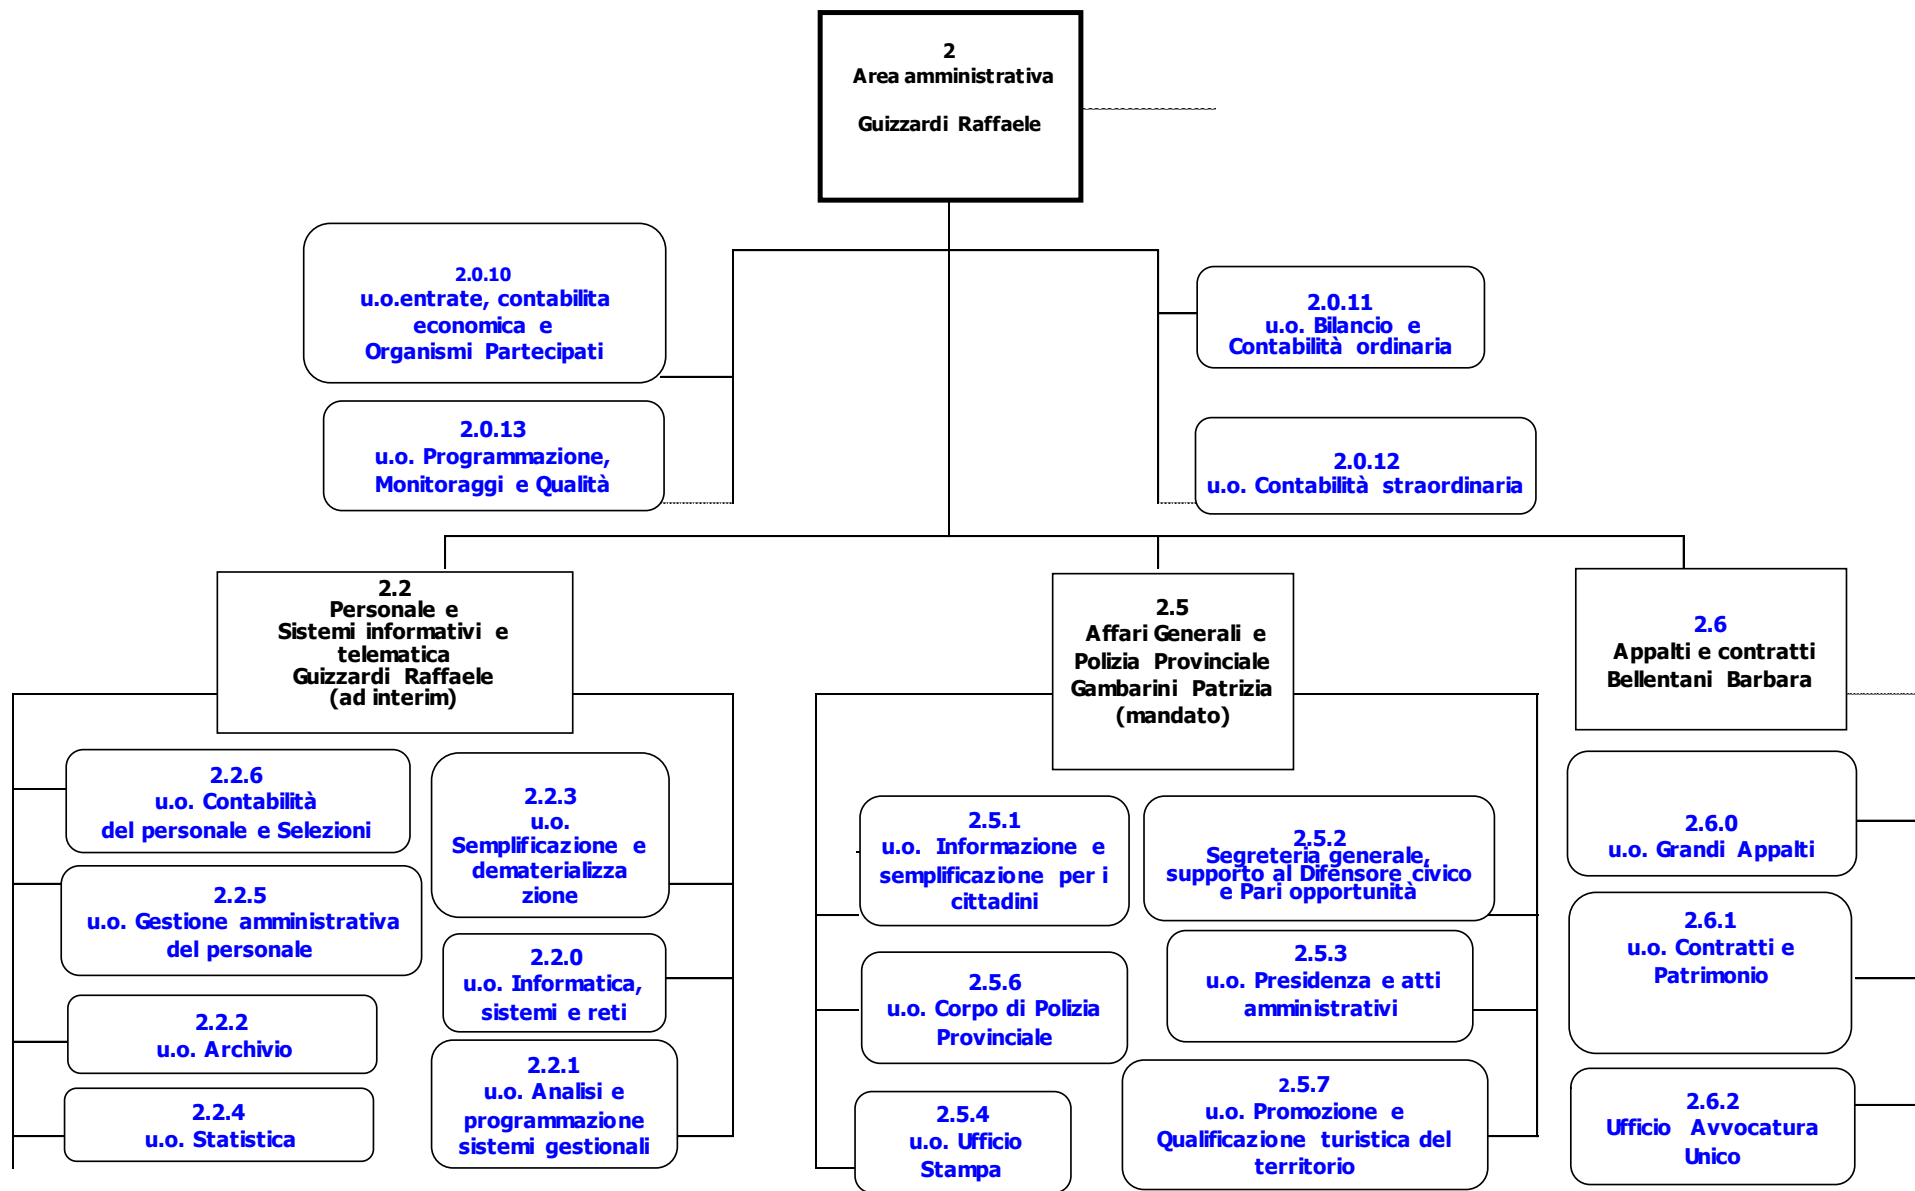 2
Area amministrativa
Guizzardi Raffaele
2.0.10
u.o.entrate, contabilita
economica e
Organismi Partecipati
2.0.11
u.o. Bilancio e
Contabilità ordinaria
2.0.13
u.o. Programmazione,
Monitoraggi e Qualità
2.0.12
u.o. Contabilità straordinaria
2.2
Personale e
Sistemi informativi e
telematica
Guizzardi Raffaele
(ad interim)
2.5
Affari Generali e
Polizia Provinciale
Gambarini Patrizia
(mandato)
2.6
Appalti e contratti
Bellentani Barbara
2.2.6
u.o. Contabilità
del personale e Selezioni
2.2.3
u.o.
Semplificazione e
dematerializza
zione
2.2.5
u.o. Gestione amministrativa
del personale
2.2.0
u.o. Informatica,
sistemi e reti
2.2.2
u.o. Archivio
2.2.1
u.o. Analisi e
programmazione
sistemi gestionali
2.2.4
u.o. Statistica
2.5.1
u.o. Informazione e
semplificazione per i
cittadini
2.5.2
Segreteria generale,
supporto al Difensore civico
e Pari opportunità
2.5.6
u.o. Corpo di Polizia
Provinciale
2.5.3
u.o. Presidenza e atti
amministrativi
2.5.4
u.o. Ufficio
Stampa
2.5.7
u.o. Promozione e
Qualificazione turistica del
territorio
2.6.0
u.o. Grandi Appalti
2.6.1
u.o. Contratti e
Patrimonio
2.6.2
Ufficio Avvocatura
Unico